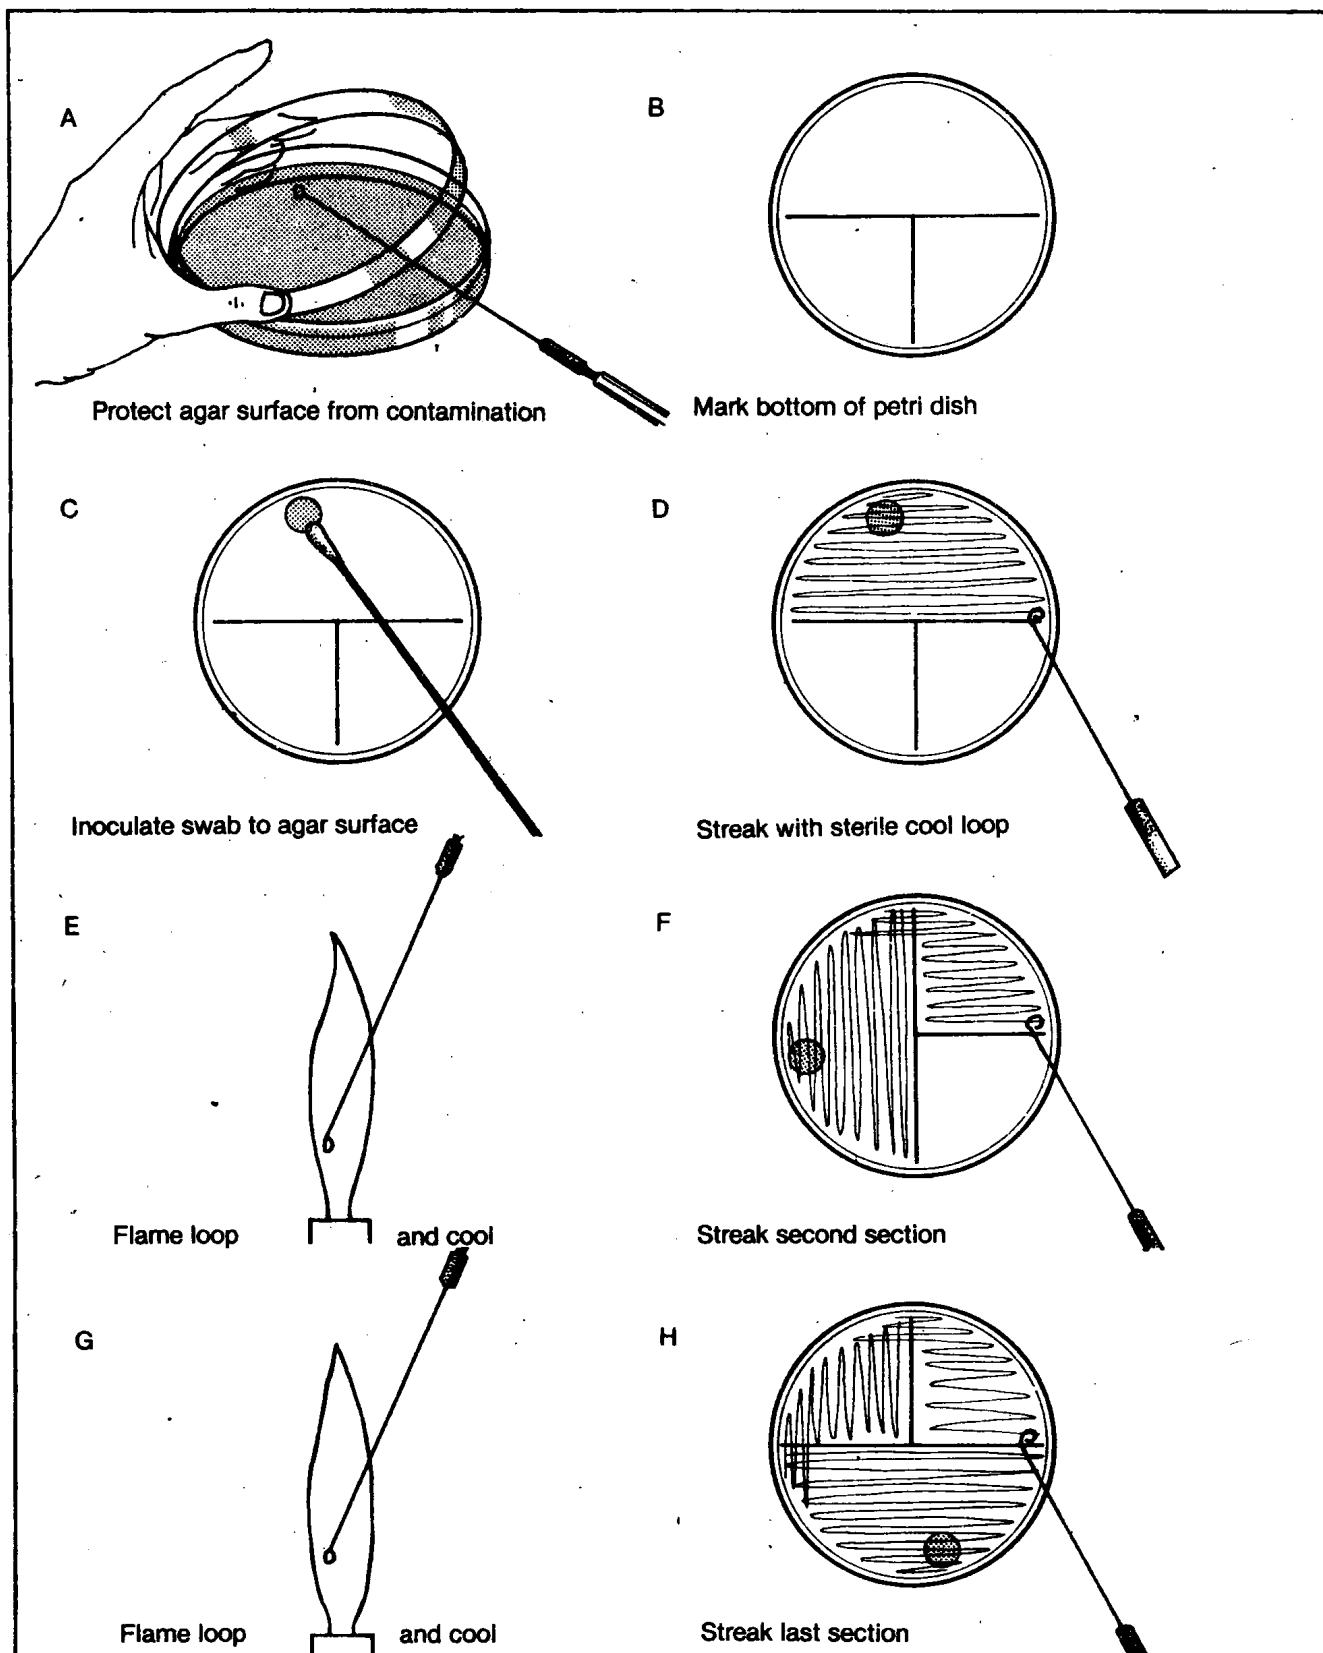 A
B
Protect agar surface from contamination
Mark bottom of petri dish
C
D
Inoculate swab to agar surface
Streak with sterile cool loop
E
F
Flame loop and cool
Streak second section
G
H
Flame loop and cool
Streak last section